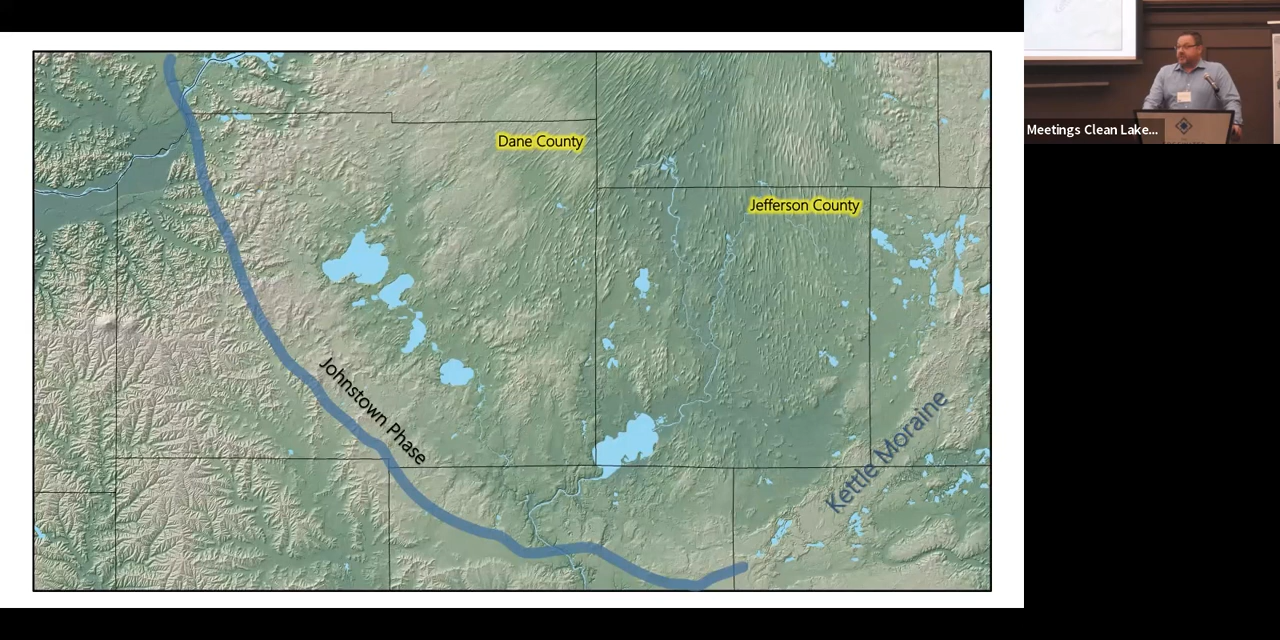 Dane County
Jefferson County
Johnstown Phase
Kettle Moraine
Meetings Clean Lake...